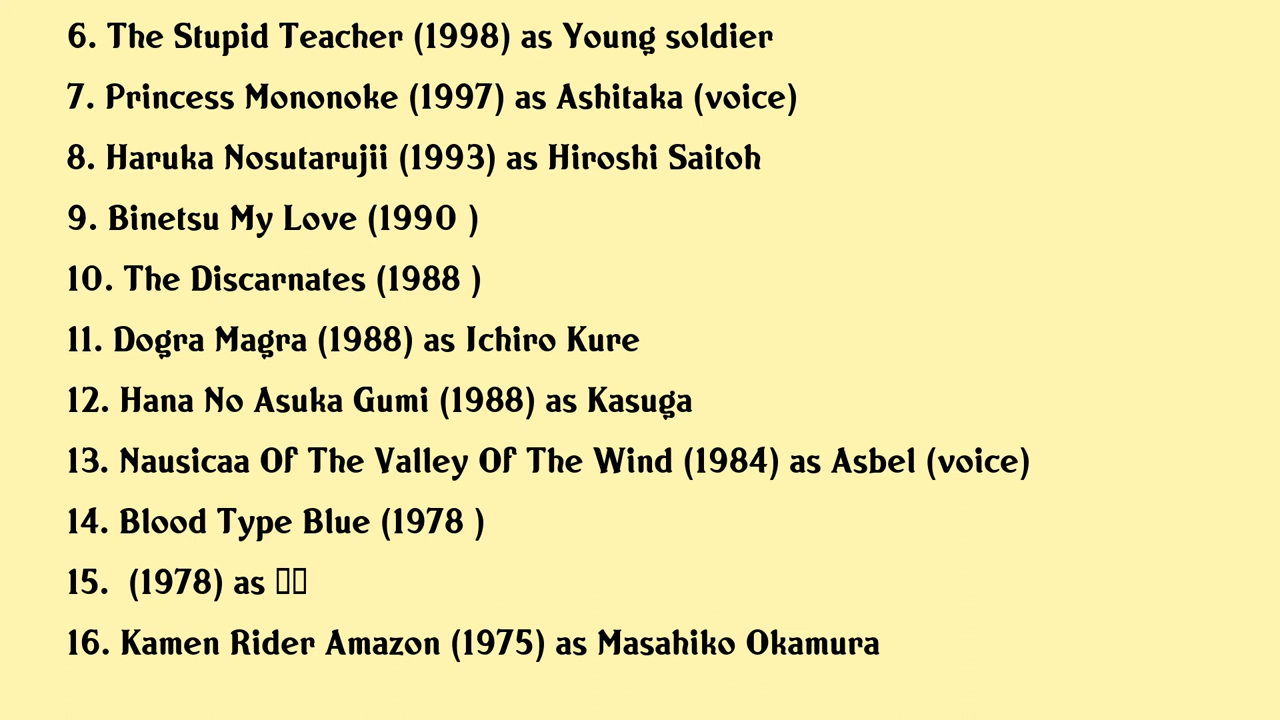 6. The Stupid Teacher (1998) as Young soldier
7. Princess Mononoke (1997) as Ashitaka (voice)
8. Haruka Nosutarujii (1993) as Hiroshi Saitoh
9. Binetsu My Love (1990 )
10. The Discarnates (1988 )
11. Dogra Magra (1988) as Ichiro Kure
12. Hana No Asuka Gumi (1988) as Kasuga
13. Nausicaa Of The Valley Of The Wind (1984) as Asbel (voice)
14. Blood Type Blue (1978 )
15.  (1978) as
16. Kamen Rider Amazon (1975) as Masahiko Okamura